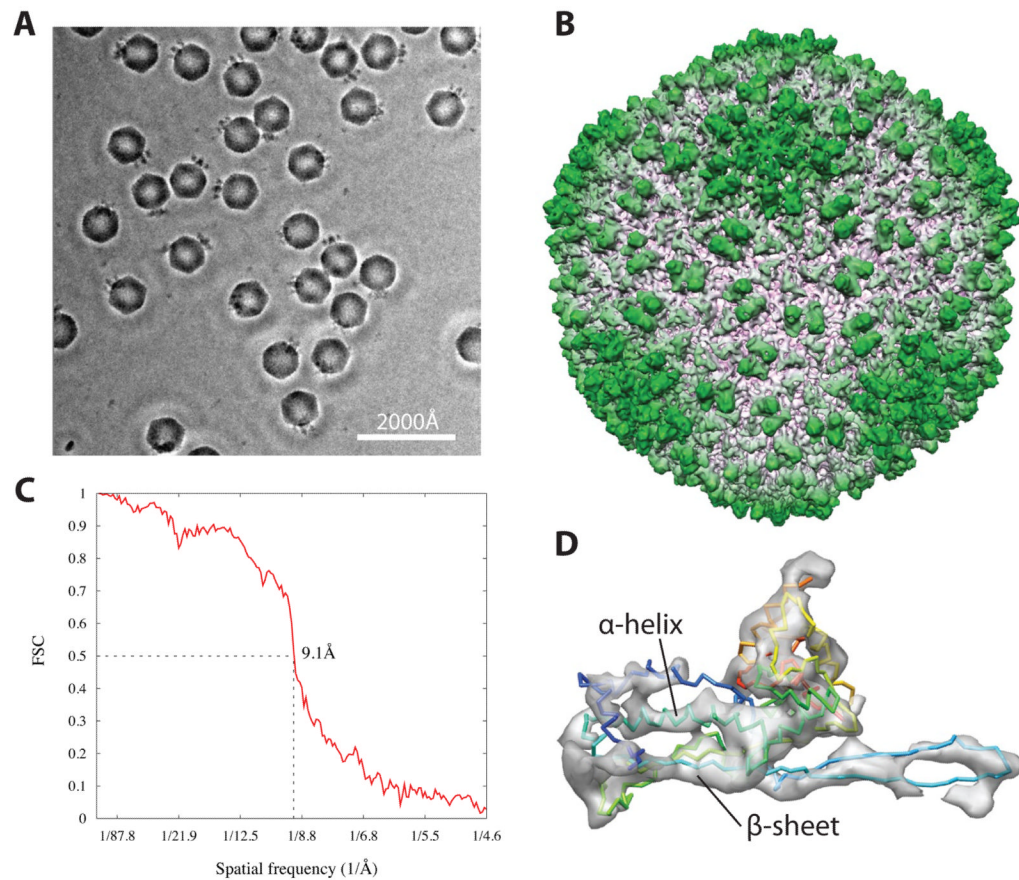 A
2000Å
B
C
FSC
1
0.9
0.8
0.7
0.6
0.5
0.4
0.3
0.2
0.1
0
9.1Å
1/87.8 1/21.9 1/12.5 1/8.8 1/6.8 1/5.5 1/4.6
Spatial frequency (1/Å)
D
α-helix
β-sheet